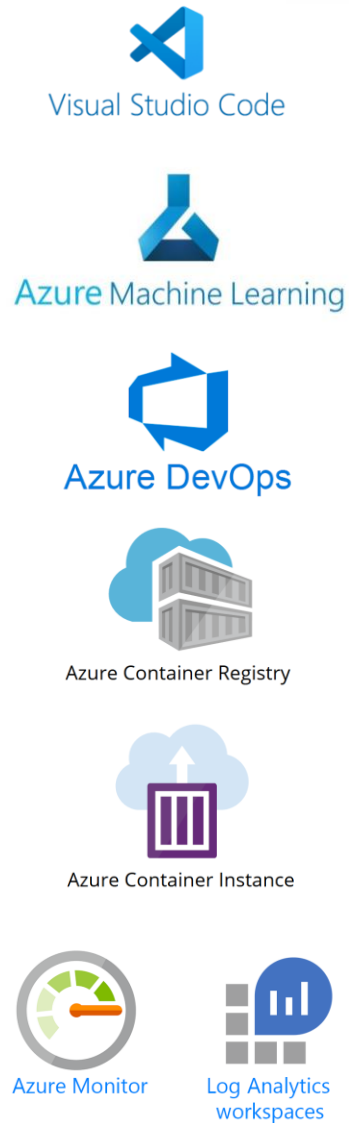 Visual Studio Code
Azure Machine Learning
Azure DevOps
Azure Container Registry
Azure Container Instance
Azure Monitor
Log Analytics
workspaces